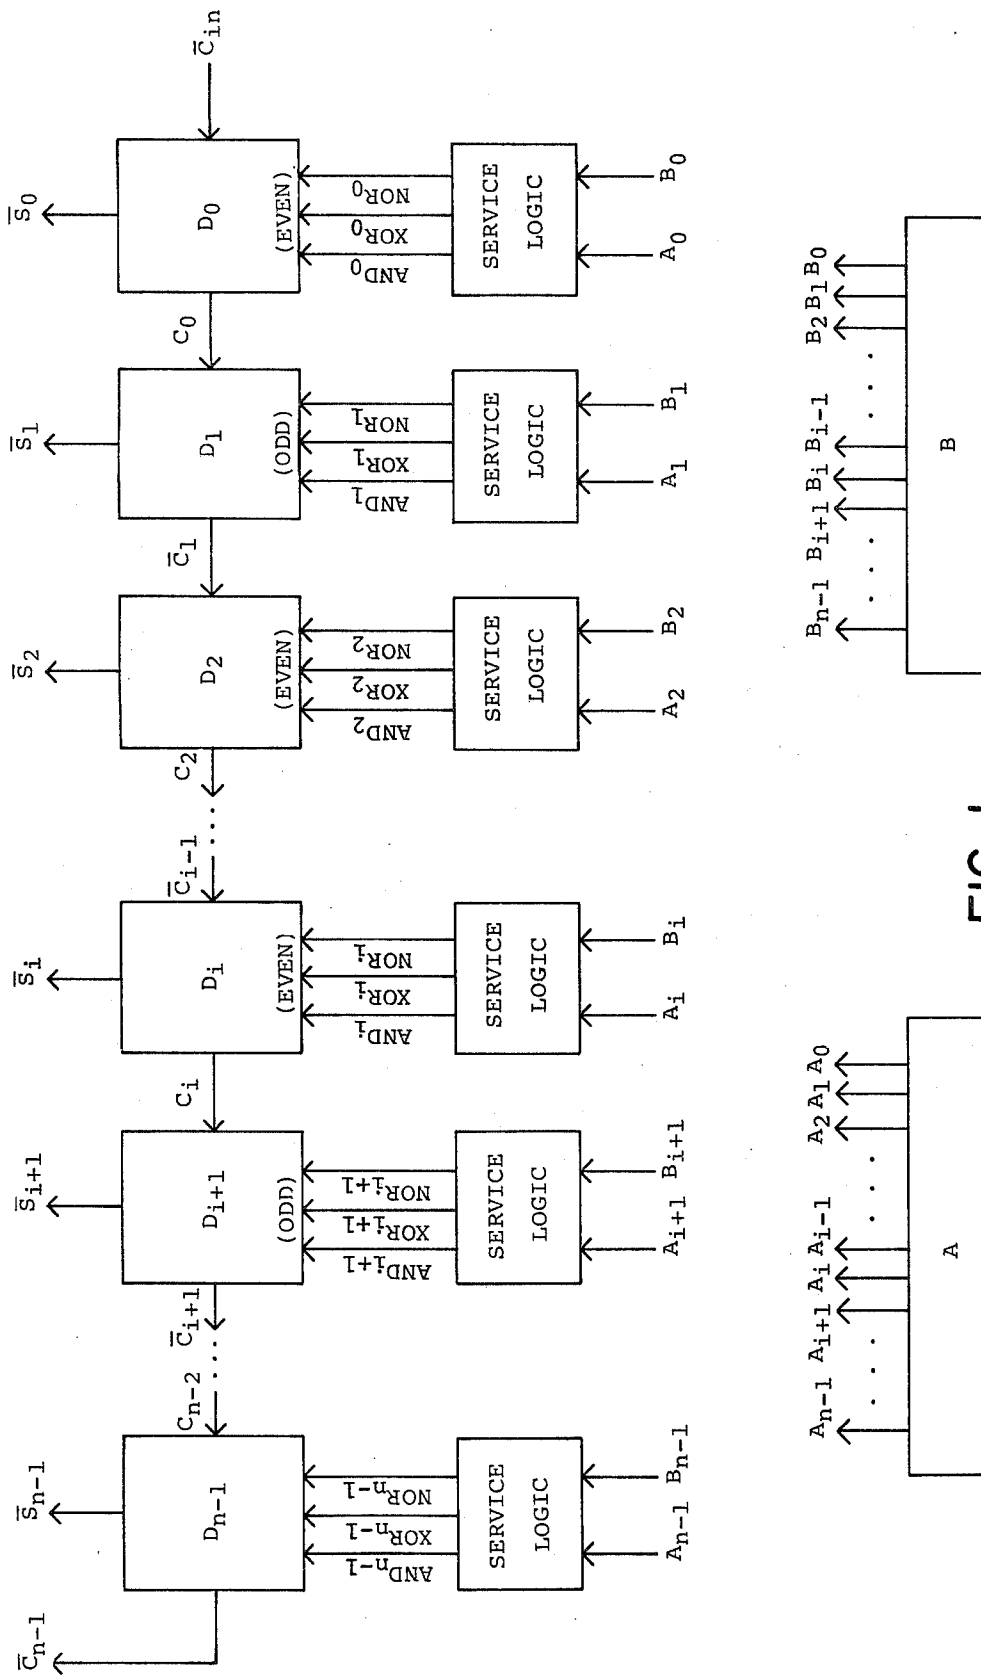 C̅n-1 S̅n-1 S̅i+1 S̅i S̅2 S̅1 S̅0
Dn-1 Cn-2 . . . C̅i+1 Di+1 (ODD) Ci Di (EVEN) C̅i-1 . . . C2 D2 (EVEN) C̅1 D1 (ODD) C0 D0 (EVEN) C̅in
ANDn-1 XORn-1 NORn-1 ANDi+1 XORi+1 NORi+1 ANDi XORi NORi AND2 XOR2 NOR2 AND1 XOR1 NOR1 AND0 XOR0 NOR0
SERVICE SERVICE SERVICE SERVICE SERVICE SERVICE
LOGIC LOGIC LOGIC LOGIC LOGIC LOGIC
An-1 Bn-1 Ai+1 Bi+1 Ai Bi A2 B2 A1 B1 A0 B0
An-1 . . . Ai+1 Ai Ai-1 . . . A2 A1 A0 Bn-1 . . . Bi+1 Bi Bi-1 . . . B2 B1 B0
A B